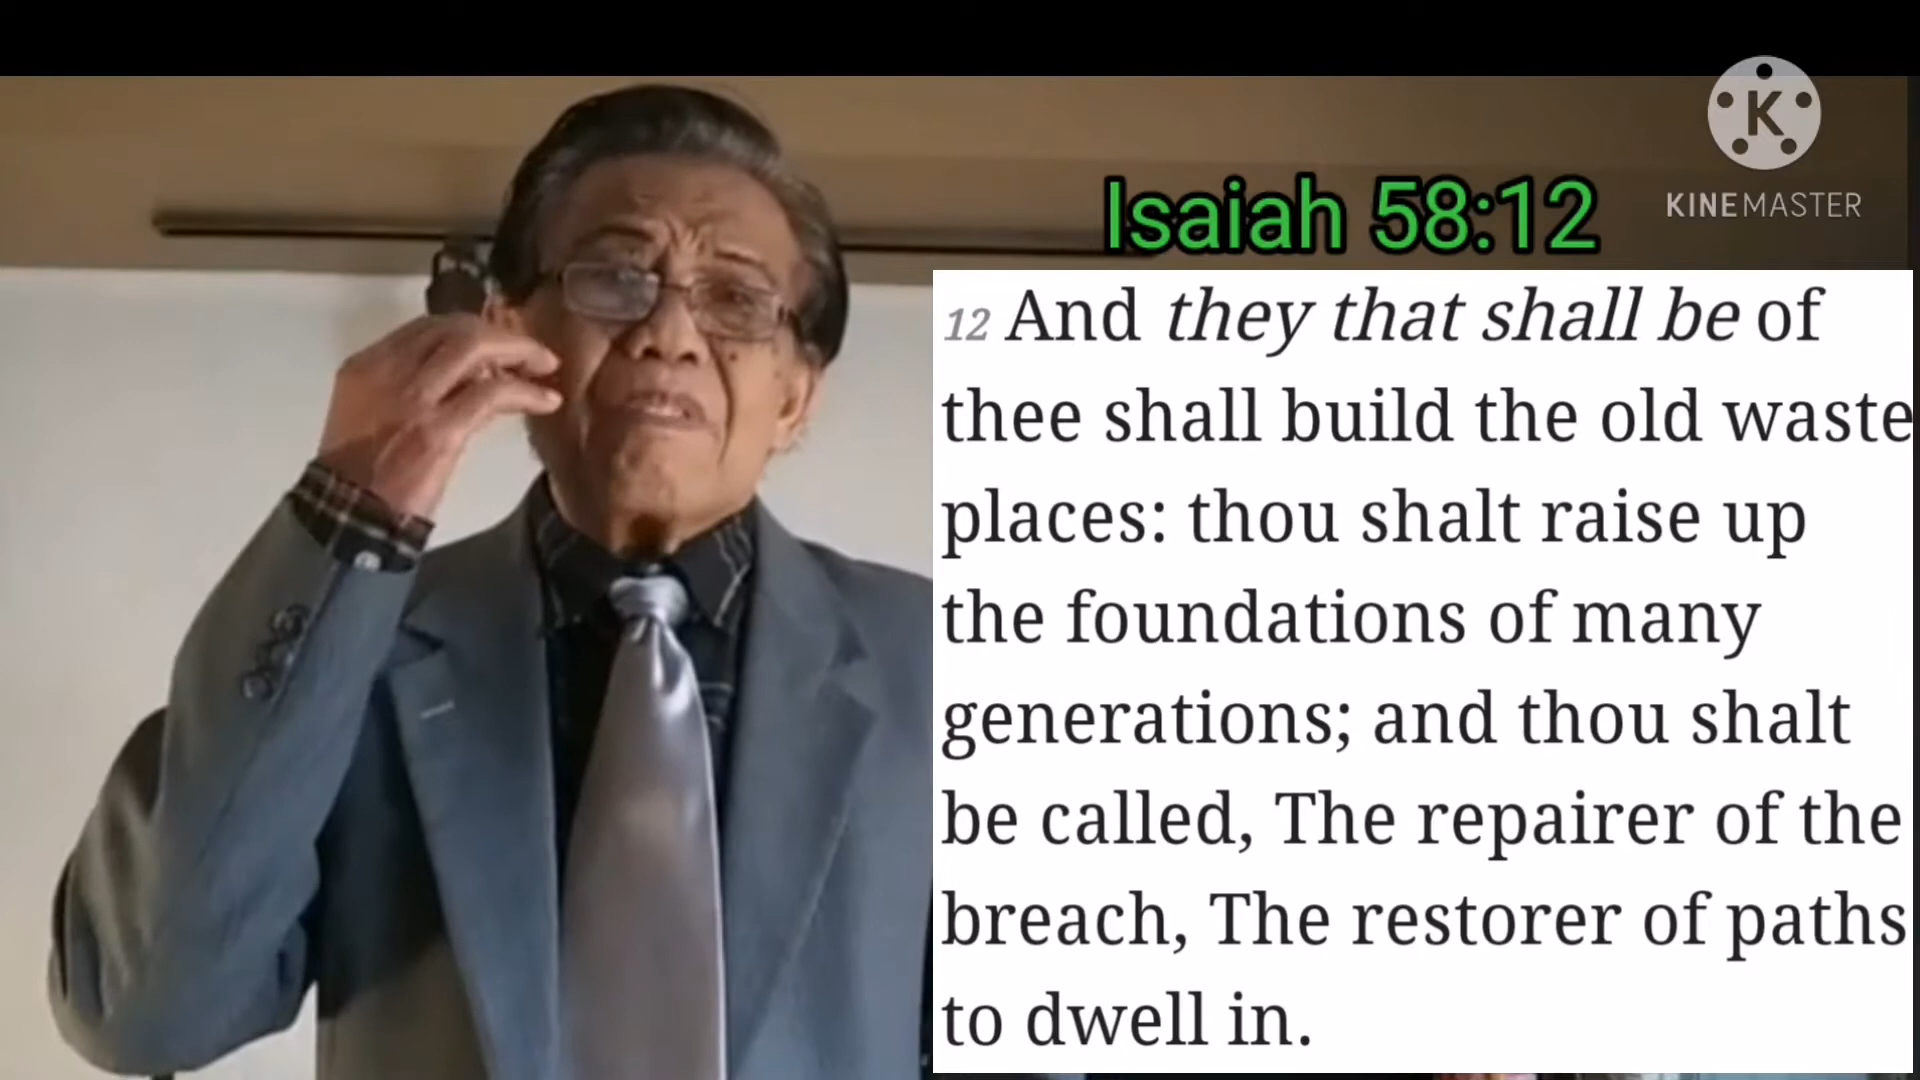 K
KINEMASTER
Isaiah 58:12
12 And they that shall be of
thee shall build the old waste
places: thou shalt raise up
the foundations of many
generations; and thou shalt
be called, The repairer of the
breach, The restorer of paths
to dwell in.